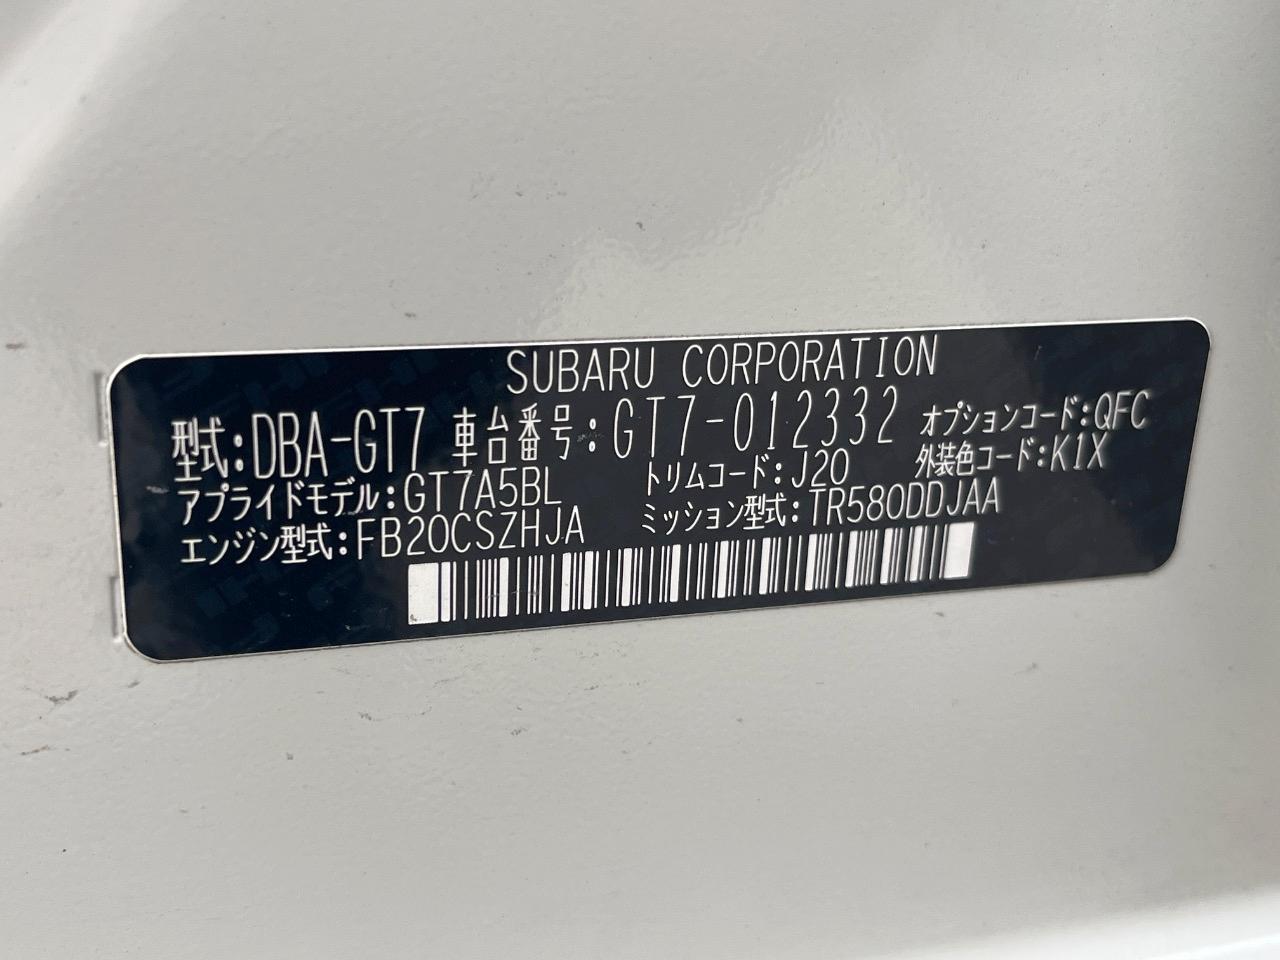 SUBARU CORPORATION
型式:DBA-GT7 車台番号:GT7-012332 オプションコード:QFC
アプライドモデル:GT7A5BL トリムコード:J20 外装色コード:K1X
エンジン型式:FB20CSZHJA ミッション型式:TR580DDJAA